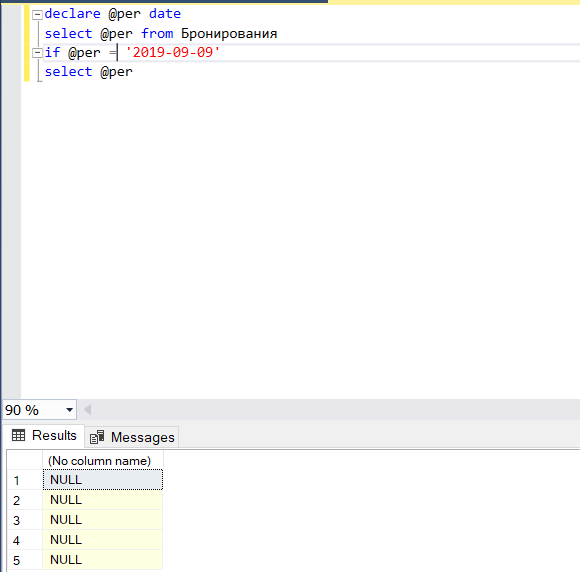 declare @per date
select @per from Бронирования
if @per = '2019-09-09'
select @per
90 %
Results Messages
(No column name)
1 NULL
2 NULL
3 NULL
4 NULL
5 NULL